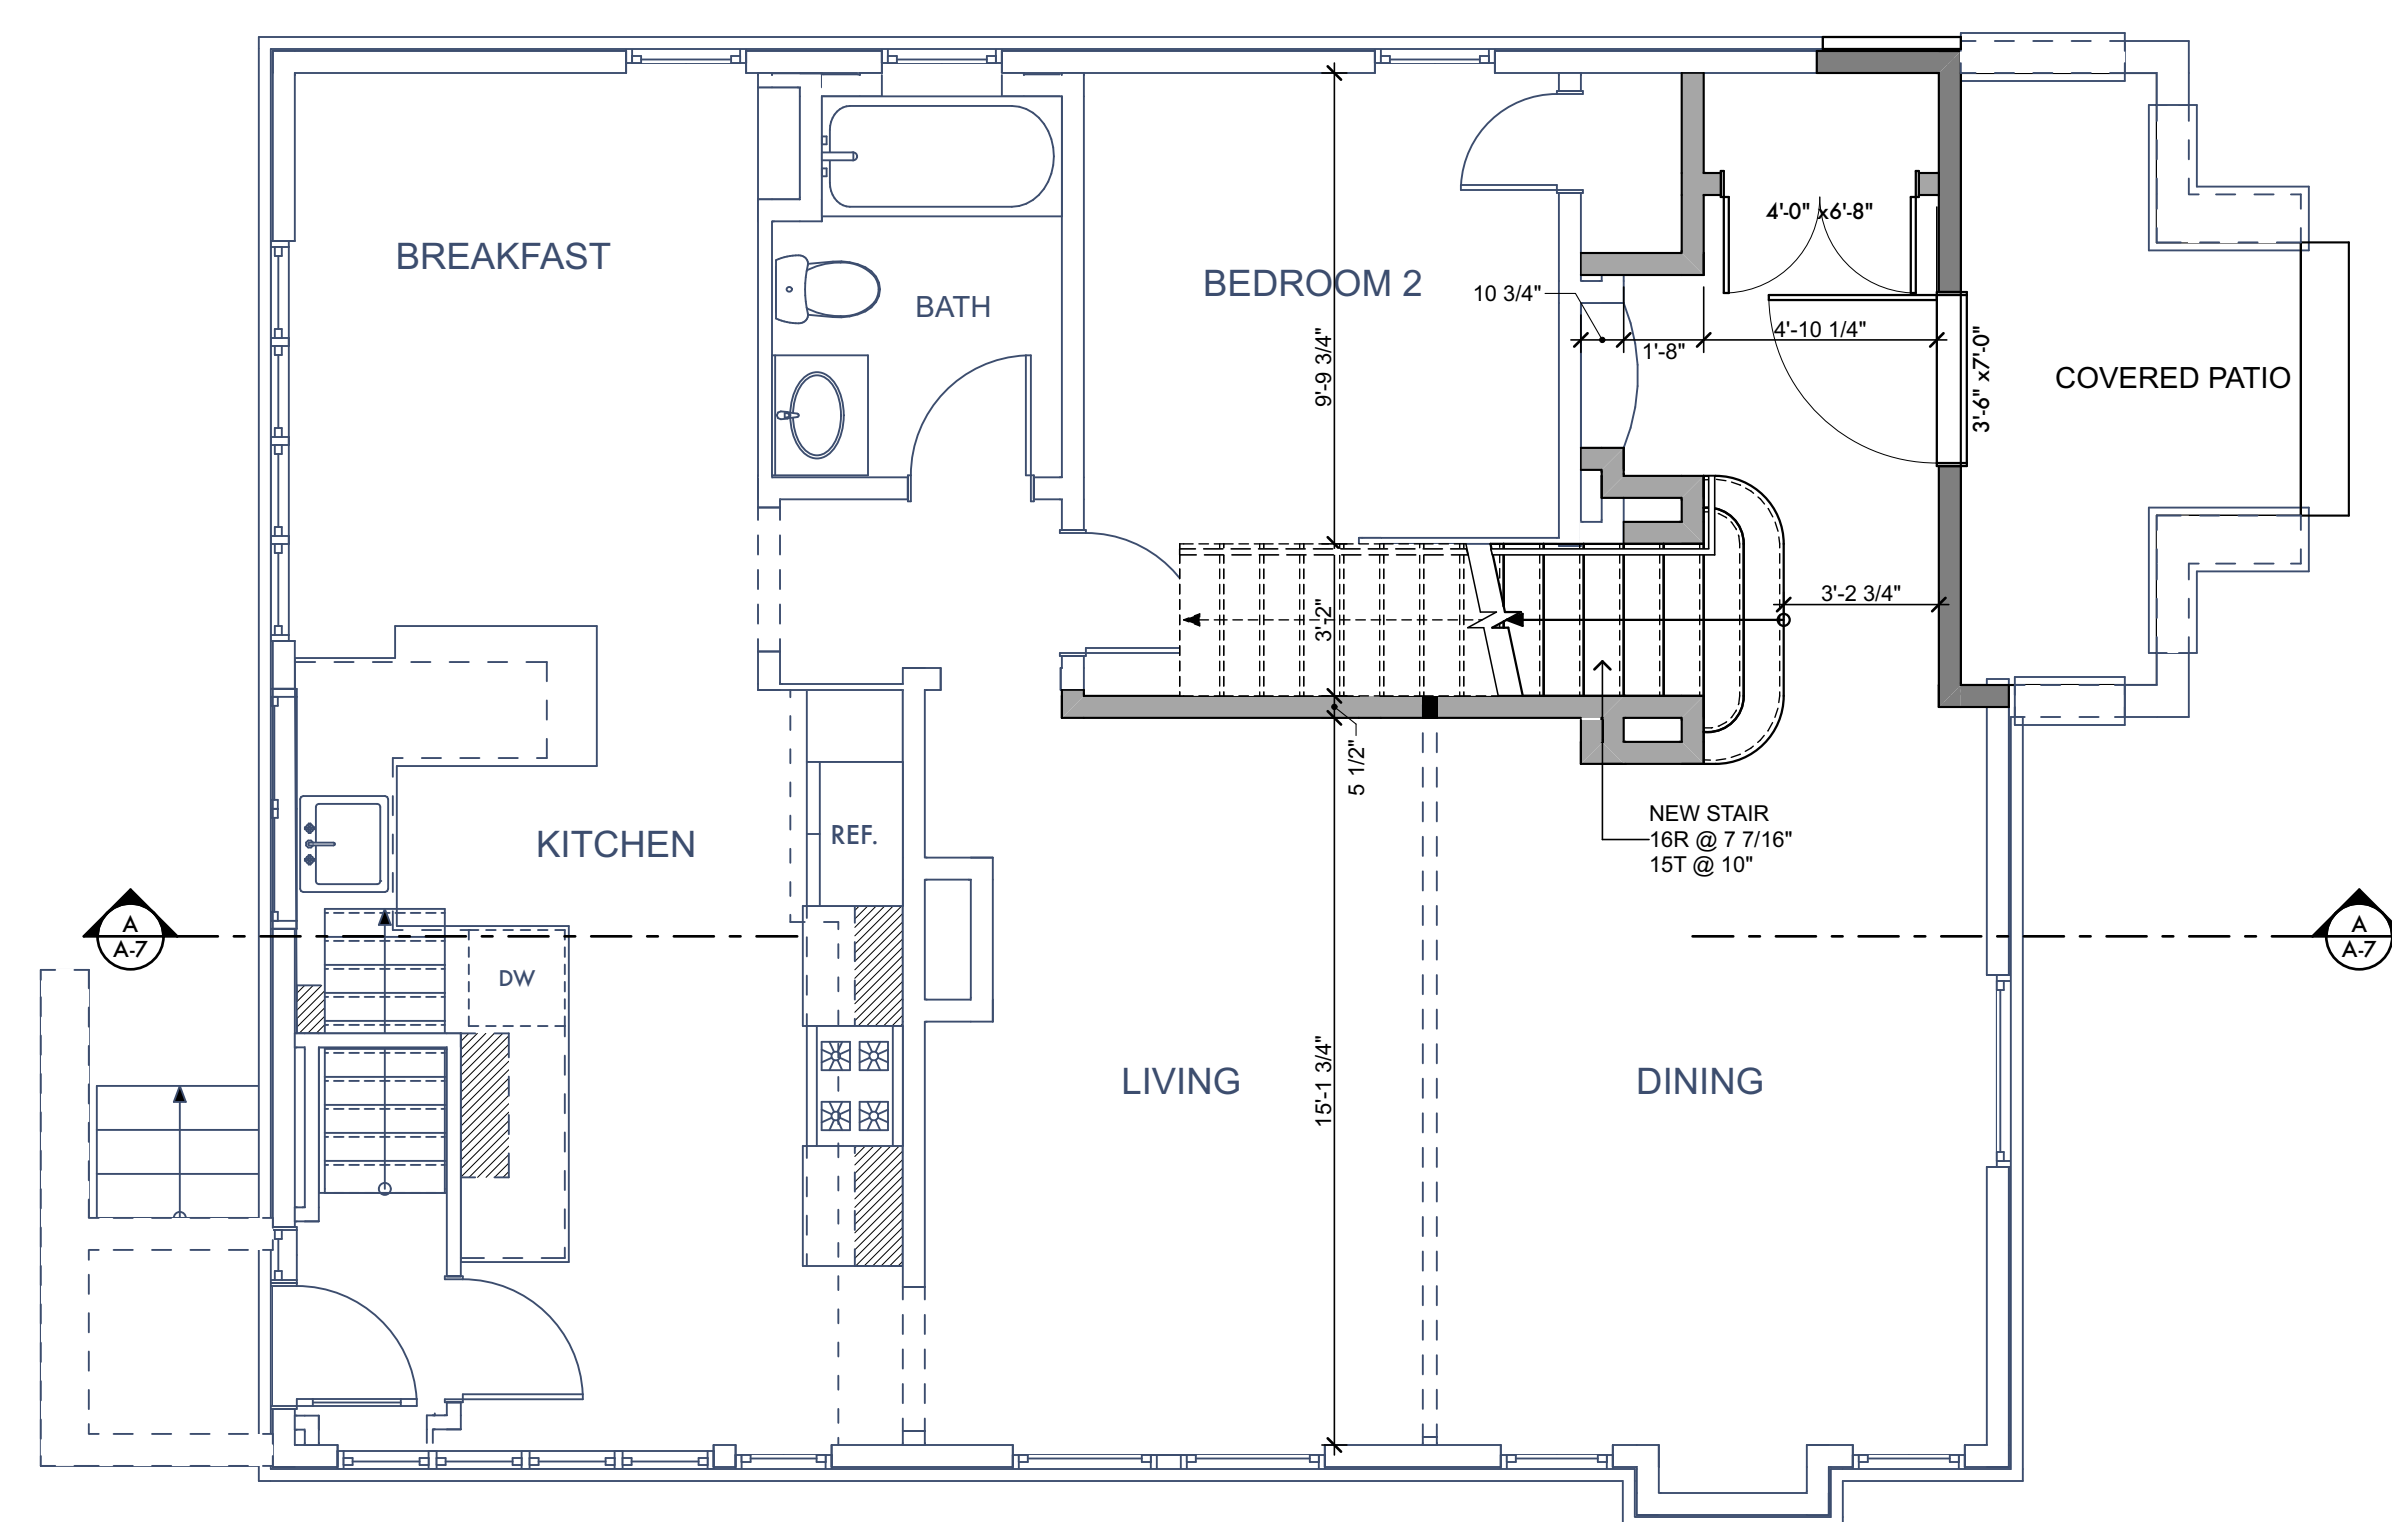 4'-0" x6'-8"
BREAKFAST
BEDROOM 2
10 3/4"
BATH
4'-10 1/4"
1'-8"
9'-9 3/4"
3'-6" x7'-0"
COVERED PATIO
3'-2 3/4"
3'-2"
5 1/2"
NEW STAIR
16R @ 7 7/16"
15T @ 10"
KITCHEN
REF.
A
A-7
A
A-7
DW
LIVING
15'-1 3/4"
DINING